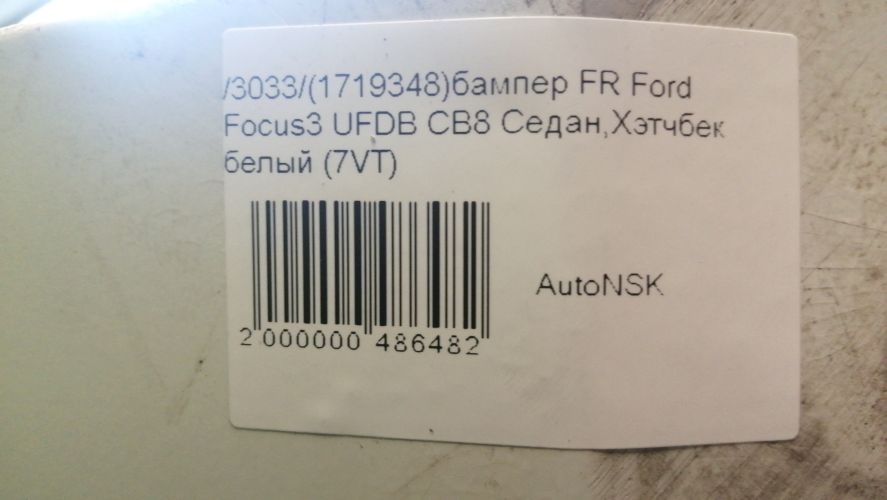 /3033/(1719348)бампер FR Ford
Focus3 UFDB CB8 Седан,Хэтчбек
белый (7VT)
AutoNSK
2 000000 486482